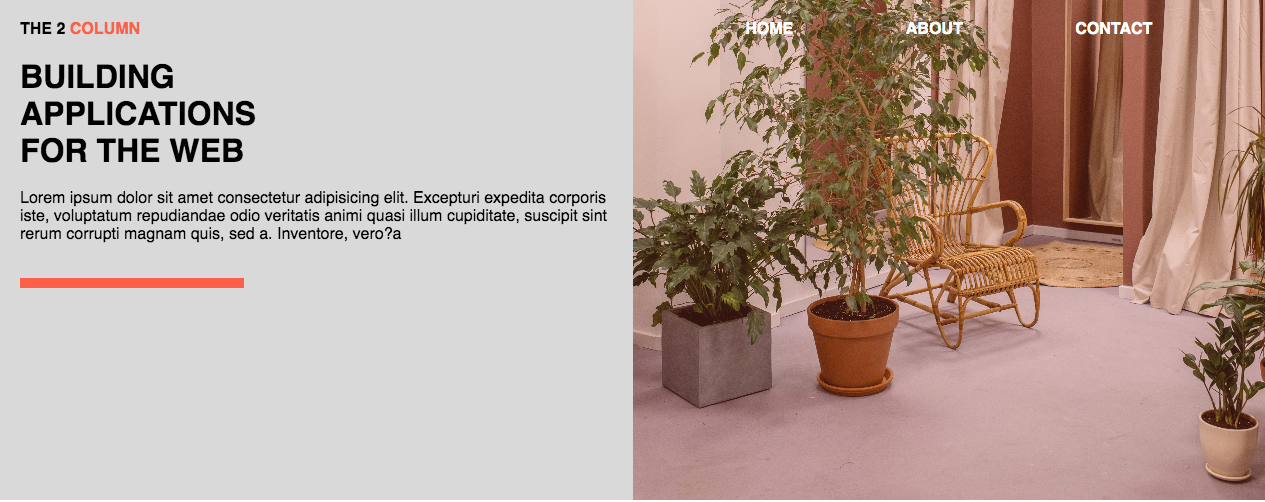 THE 2 COLUMN
HOME ABOUT CONTACT
BUILDING
APPLICATIONS
FOR THE WEB
Lorem ipsum dolor sit amet consectetur adipisicing elit. Excepturi expedita corporis
iste, voluptatum repudiandae odio veritatis animi quasi illum cupiditate, suscipit sint
rerum corrupti magnam quis, sed a. Inventore, vero?a